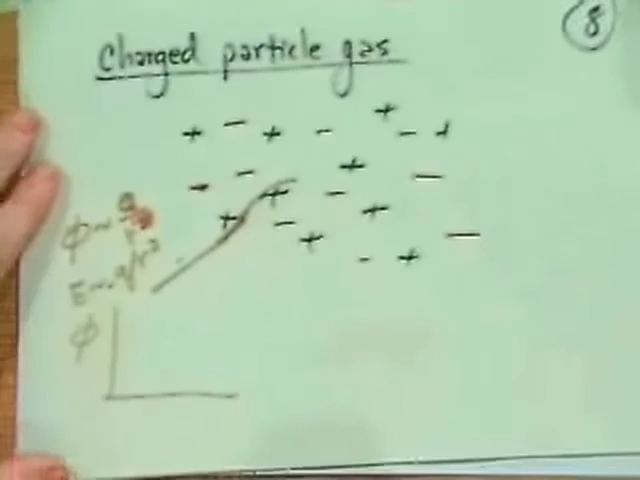 8
Charged particle gas
+ − + − + − +
− − + − + −
+ − + + −
− +
ϕ ~ q/r
E ~ q/r²
ϕ